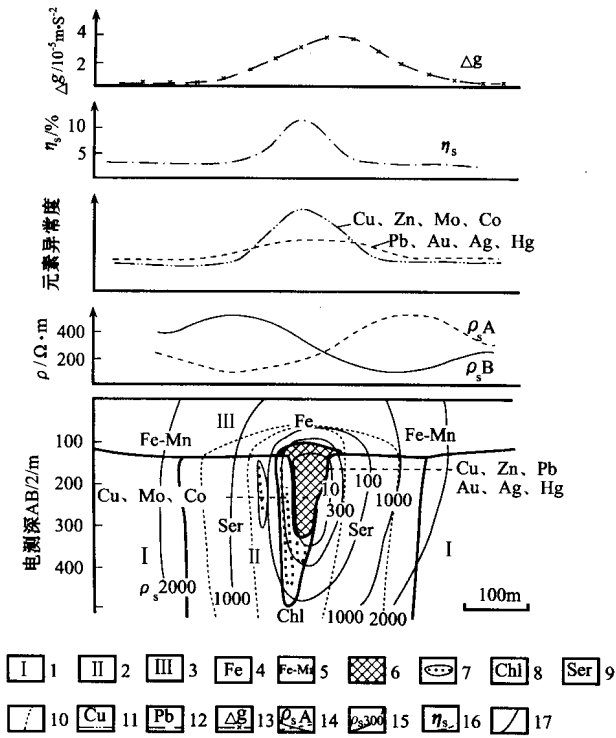 Δg/10⁻⁵m·S⁻²
4
2
0
Δg
ηs/%
10
5
ηs
元素异常度
Cu、Zn、Mo、Co
Pb、Au、Ag、Hg
ρ/Ω·m
400
200
ρsA
ρsB
电测深AB/2/m
100
200
300
400
III
Fe
Fe-Mn
Fe-Mn
Cu、Zn、Pb
Au、Ag、Hg
Cu、Mo、Co
10
100
300
1000
Ser
Ser
I
II
I
ρs2000
1000
1000
2000
Chl
100m
I 1
II 2
III 3
Fe 4
Fe-Mn 5
6
7
Chl 8
Ser 9
10
Cu 11
Pb 12
Δg 13
ρsA 14
ρs300 15
ηs 16
17